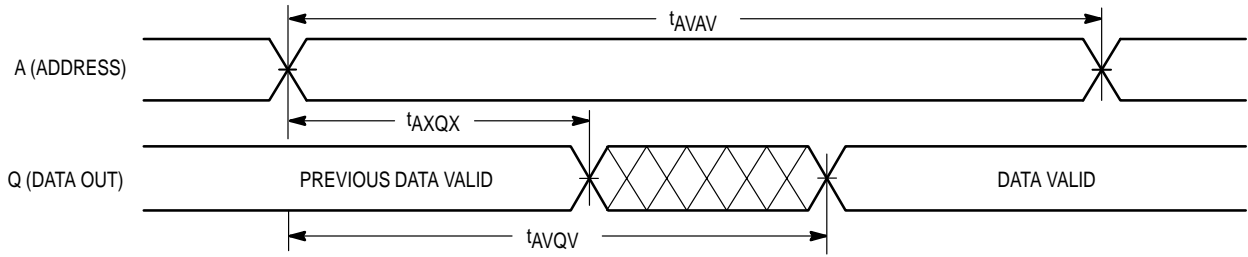 tAVAV
A (ADDRESS)
tAXQX
Q (DATA OUT)
PREVIOUS DATA VALID
DATA VALID
tAVQV